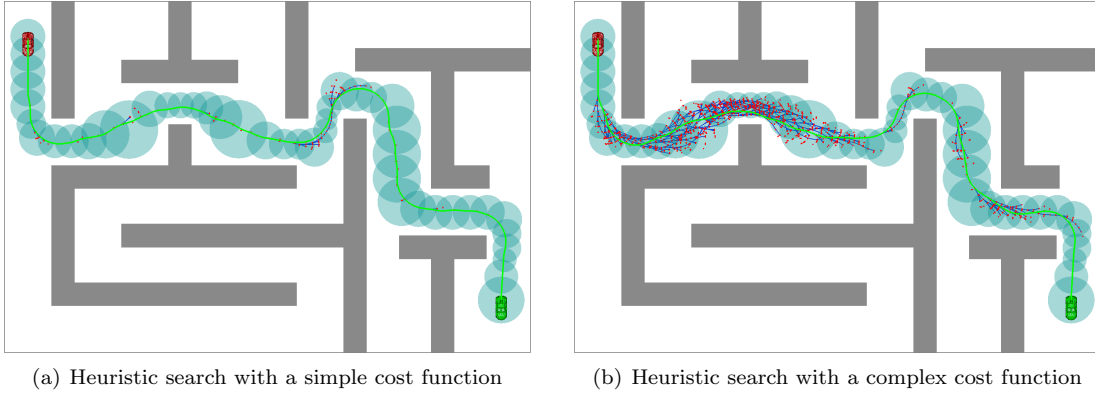 (a) Heuristic search with a simple cost function
(b) Heuristic search with a complex cost function